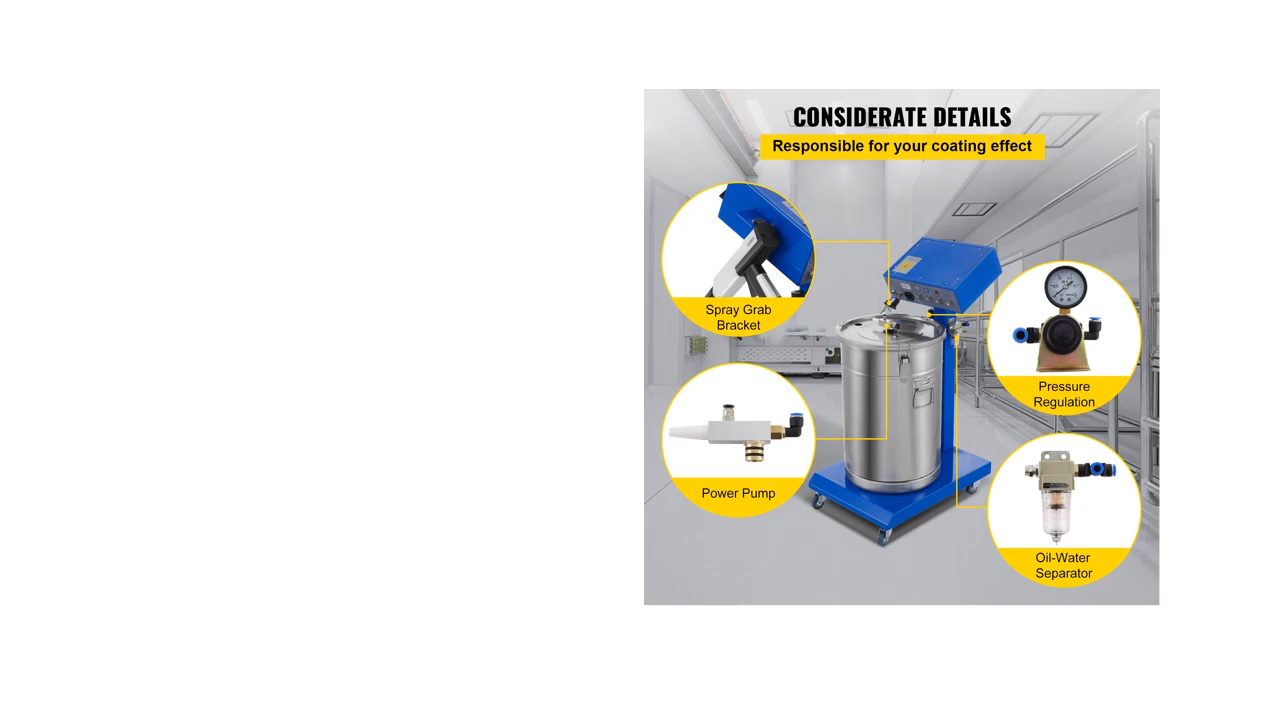 CONSIDERATE DETAILS
Responsible for your coating effect
Spray Grab
Bracket
Pressure
Regulation
Power Pump
Oil-Water
Separator